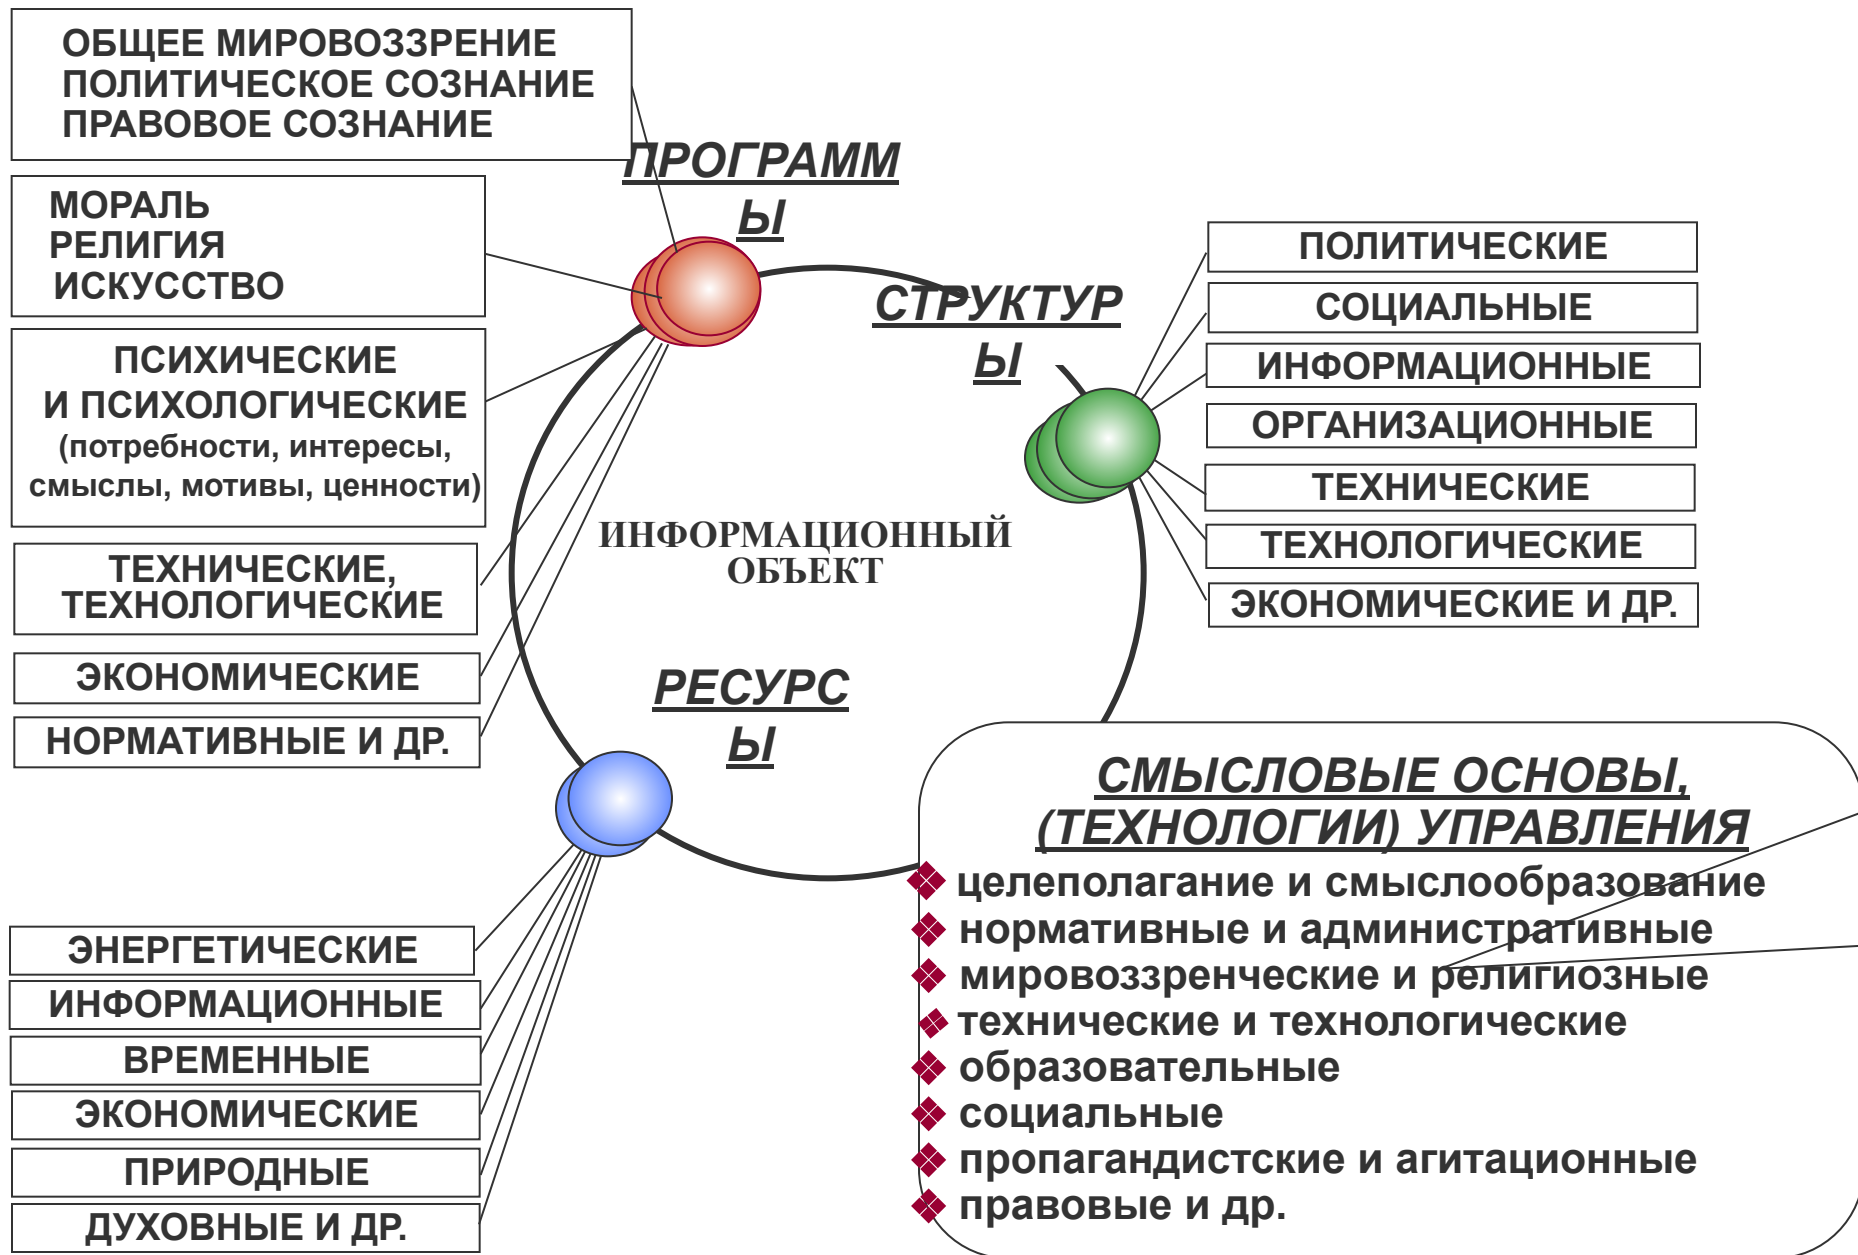 ОБЩЕЕ МИРОВОЗЗРЕНИЕ
ПОЛИТИЧЕСКОЕ СОЗНАНИЕ
ПРАВОВОЕ СОЗНАНИЕ
МОРАЛЬ
РЕЛИГИЯ
ИСКУССТВО
ПСИХИЧЕСКИЕ
И ПСИХОЛОГИЧЕСКИЕ
(потребности, интересы,
смыслы, мотивы, ценности)
ТЕХНИЧЕСКИЕ,
ТЕХНОЛОГИЧЕСКИЕ
ЭКОНОМИЧЕСКИЕ
НОРМАТИВНЫЕ И ДР.
ПРОГРАММ
Ы
СТРУКТУР
Ы
ПОЛИТИЧЕСКИЕ
СОЦИАЛЬНЫЕ
ИНФОРМАЦИОННЫЕ
ОРГАНИЗАЦИОННЫЕ
ТЕХНИЧЕСКИЕ
ТЕХНОЛОГИЧЕСКИЕ
ЭКОНОМИЧЕСКИЕ И ДР.
ИНФОРМАЦИОННЫЙ
ОБЪЕКТ
РЕСУРС
Ы
ЭНЕРГЕТИЧЕСКИЕ
ИНФОРМАЦИОННЫЕ
ВРЕМЕННЫЕ
ЭКОНОМИЧЕСКИЕ
ПРИРОДНЫЕ
ДУХОВНЫЕ И ДР.
СМЫСЛОВЫЕ ОСНОВЫ,
(ТЕХНОЛОГИИ) УПРАВЛЕНИЯ
❖ целеполагание и смыслообразование
❖ нормативные и административные
❖ мировоззренческие и религиозные
❖ технические и технологические
❖ образовательные
❖ социальные
❖ пропагандистские и агитационные
❖ правовые и др.